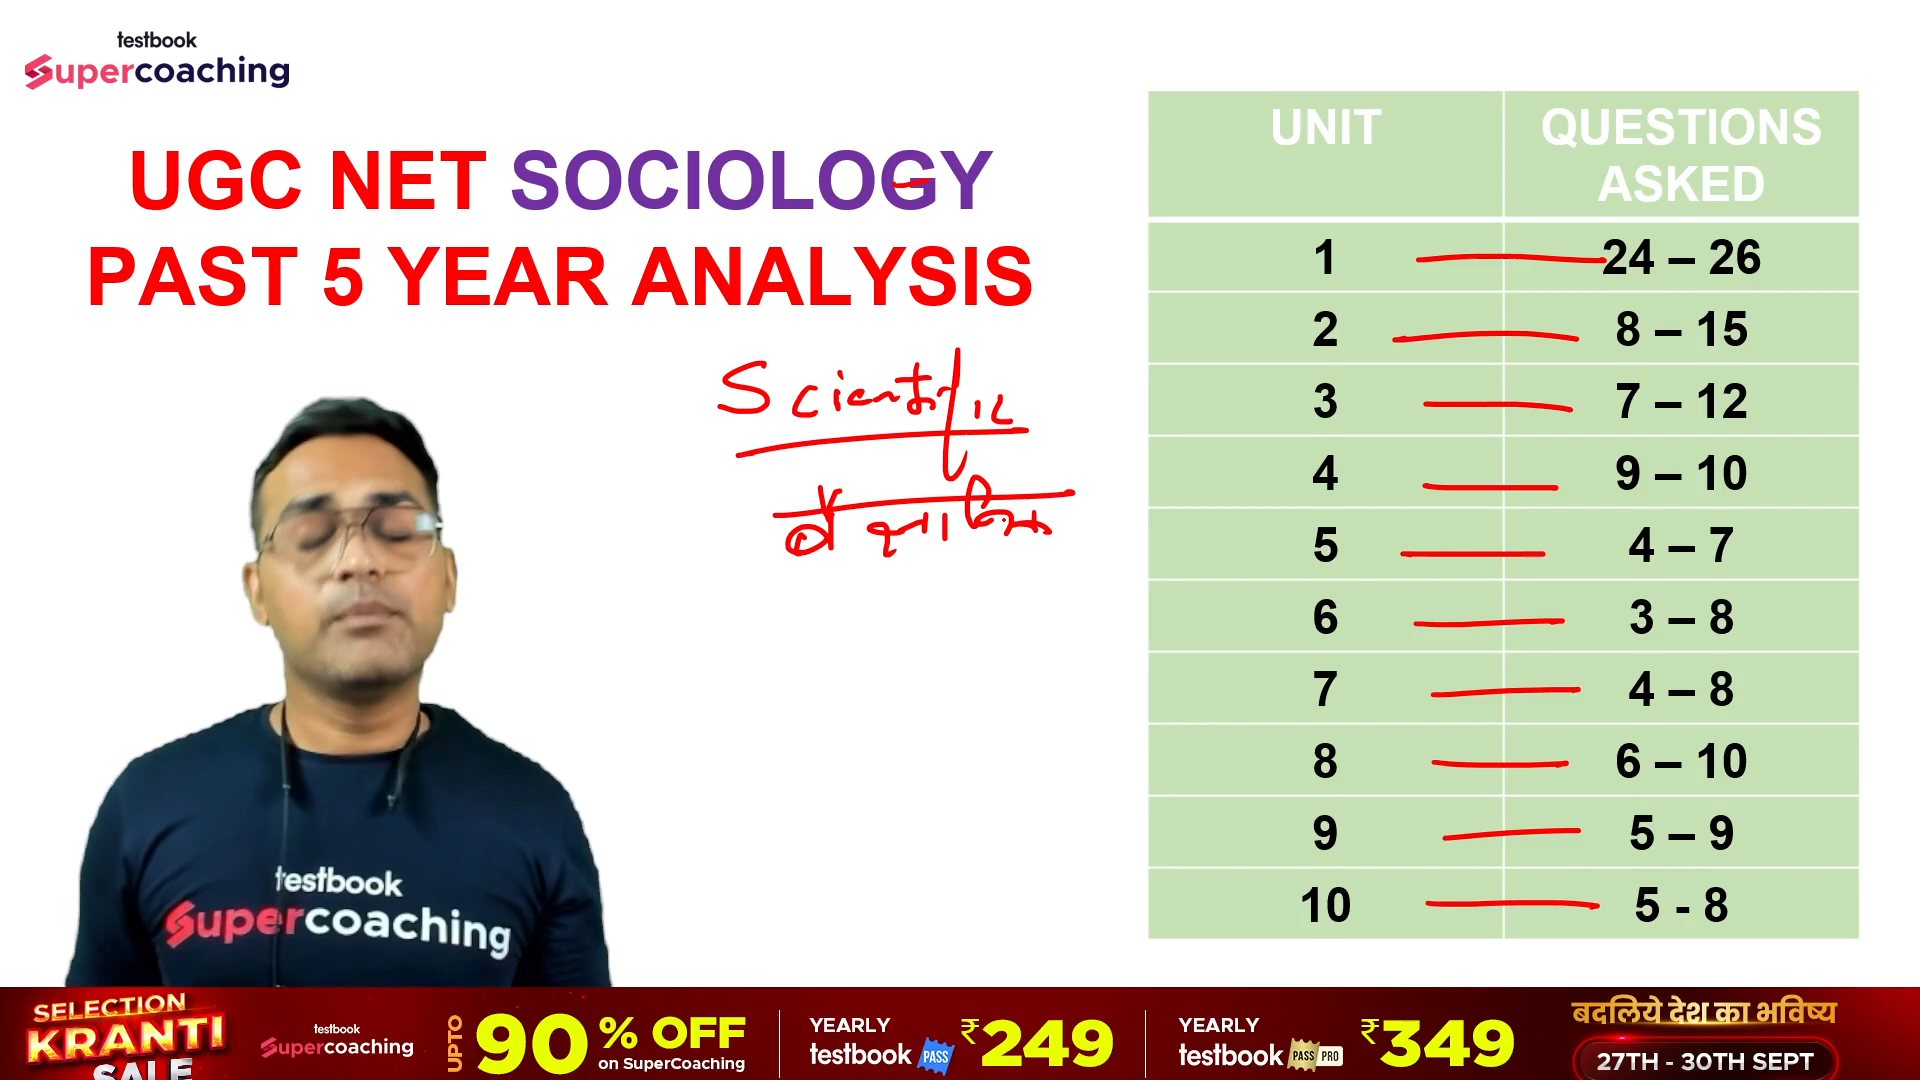 testbook
Supercoaching
UGC NET SOCIOLOGY
PAST 5 YEAR ANALYSIS
Scientific
UNIT QUESTIONS ASKED
1 24 – 26
2 8 – 15
3 7 – 12
4 9 – 10
5 4 – 7
6 3 – 8
7 4 – 8
8 6 – 10
9 5 – 9
10 5 - 8
testbook
Supercoaching
SELECTION
KRANTI
SALE
testbook
Supercoaching
UPTO 90% OFF
on SuperCoaching
YEARLY
testbook PASS ₹249
YEARLY
testbook PASS PRO ₹349
बदलिये देश का भविष्य
27TH - 30TH SEPT